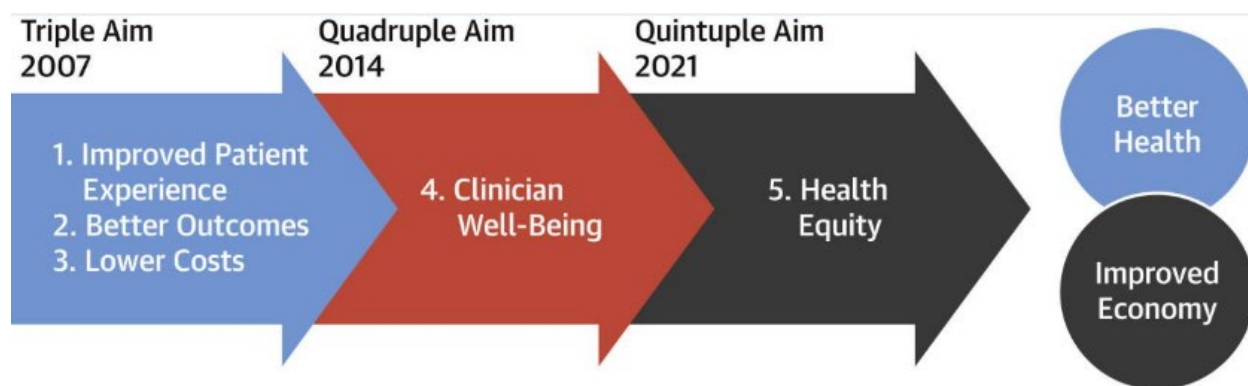 Triple Aim
2007
Quadruple Aim
2014
Quintuple Aim
2021
1. Improved Patient
Experience
2. Better Outcomes
3. Lower Costs
4. Clinician
Well-Being
5. Health
Equity
Better
Health
Improved
Economy